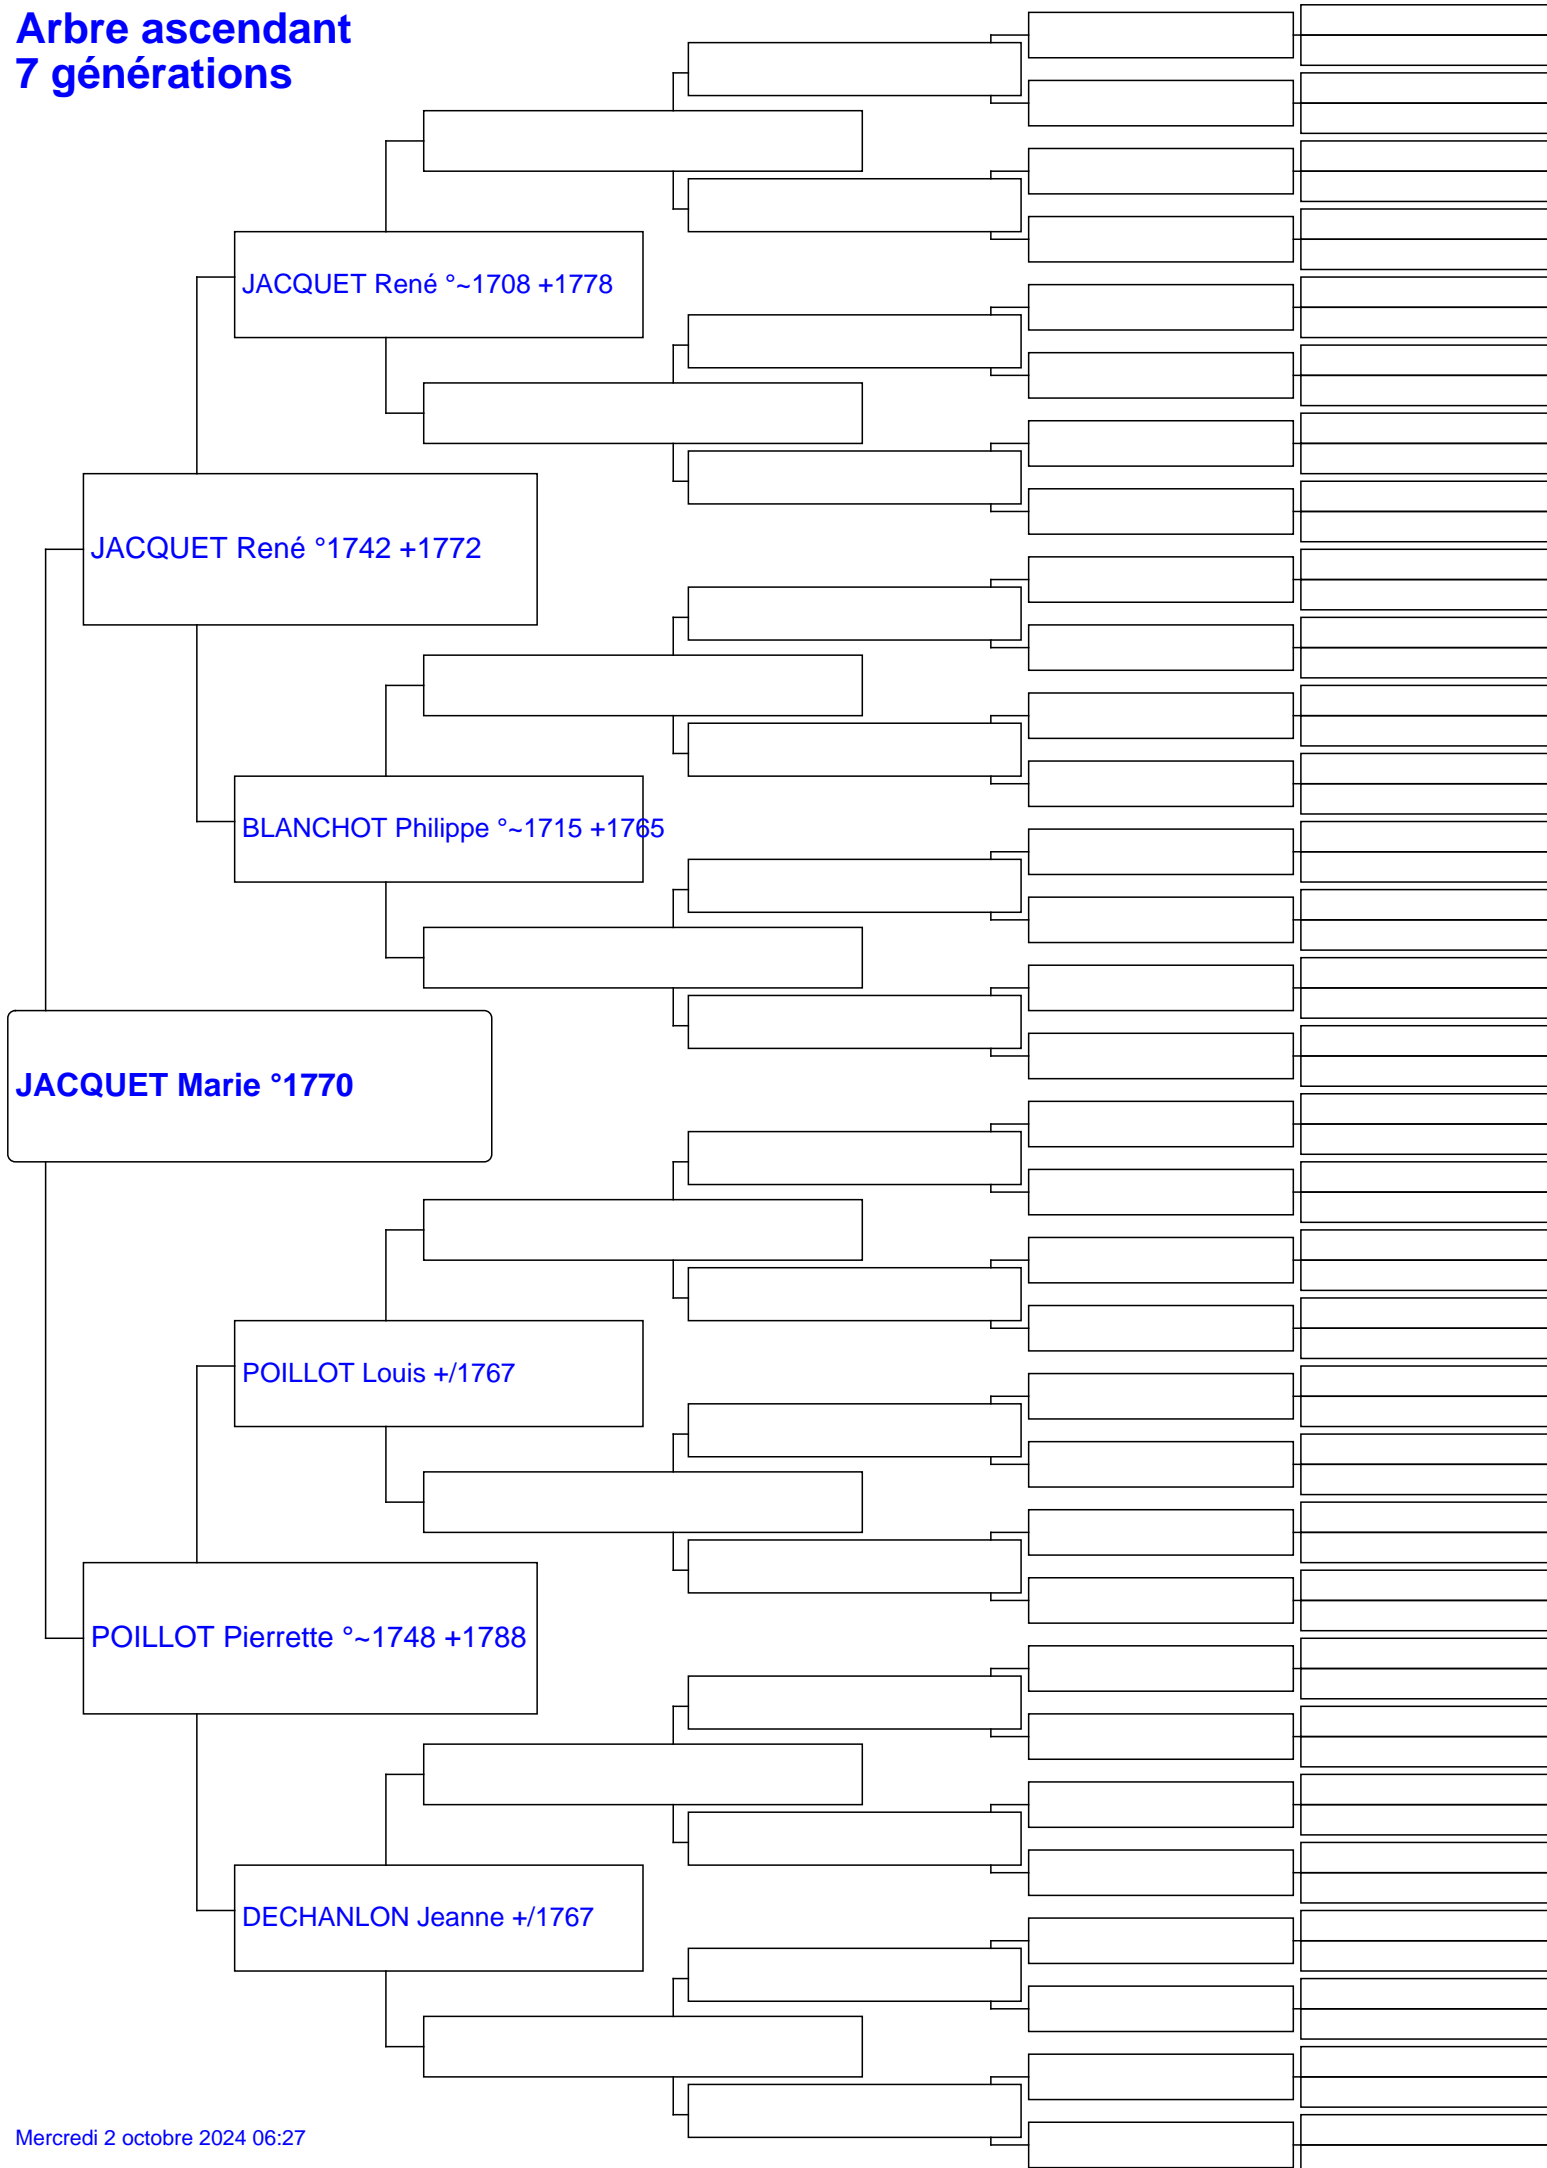 Arbre ascendant
7 générations
JACQUET René °~1708 +1778
JACQUET René °1742 +1772
BLANCHOT Philippe °~1715 +1765
JACQUET Marie °1770
POILLOT Louis +/1767
POILLOT Pierrette °~1748 +1788
DECHANLON Jeanne +/1767
Mercredi 2 octobre 2024 06:27